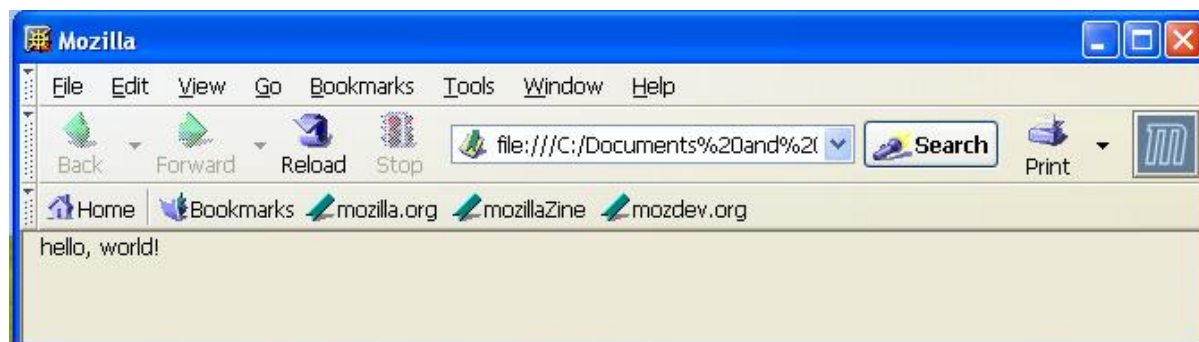 Mozilla
File Edit View Go Bookmarks Tools Window Help
Back Forward Reload Stop file:///C:/Documents%20and%20 Search Print
Home Bookmarks mozilla.org mozillaZine mozdev.org
hello, world!